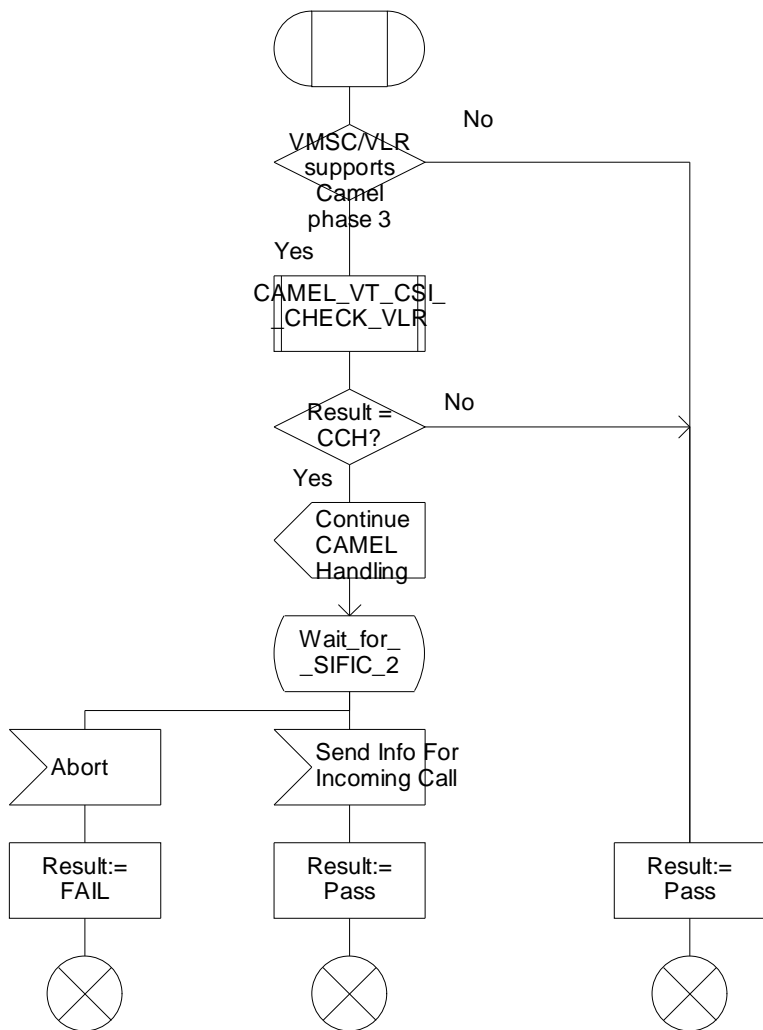 No
VMSC/VLR
supports
Camel
phase 3
Yes
CAMEL_VT_CSI_
_CHECK_VLR
Result =
CCH?
No
Yes
Continue
CAMEL
Handling
Wait_for_
_SIFIC_2
Abort
Send Info For
Incoming Call
Result:=
FAIL
Result:=
Pass
Result:=
Pass